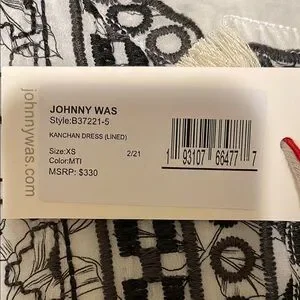 johnnywas.com
JOHNNY WAS
Style:B37221-5
KANCHAN DRESS (LINED)
Size:XS 2/21
Color:MTI
MSRP: $330
1 93107 66477 7